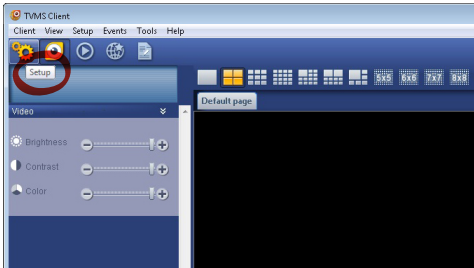 TVMS Client
Client View Setup Events Tools Help
Setup
5x5 6x6 7x7 8x8
Default page
Video
Brightness
Contrast
Color